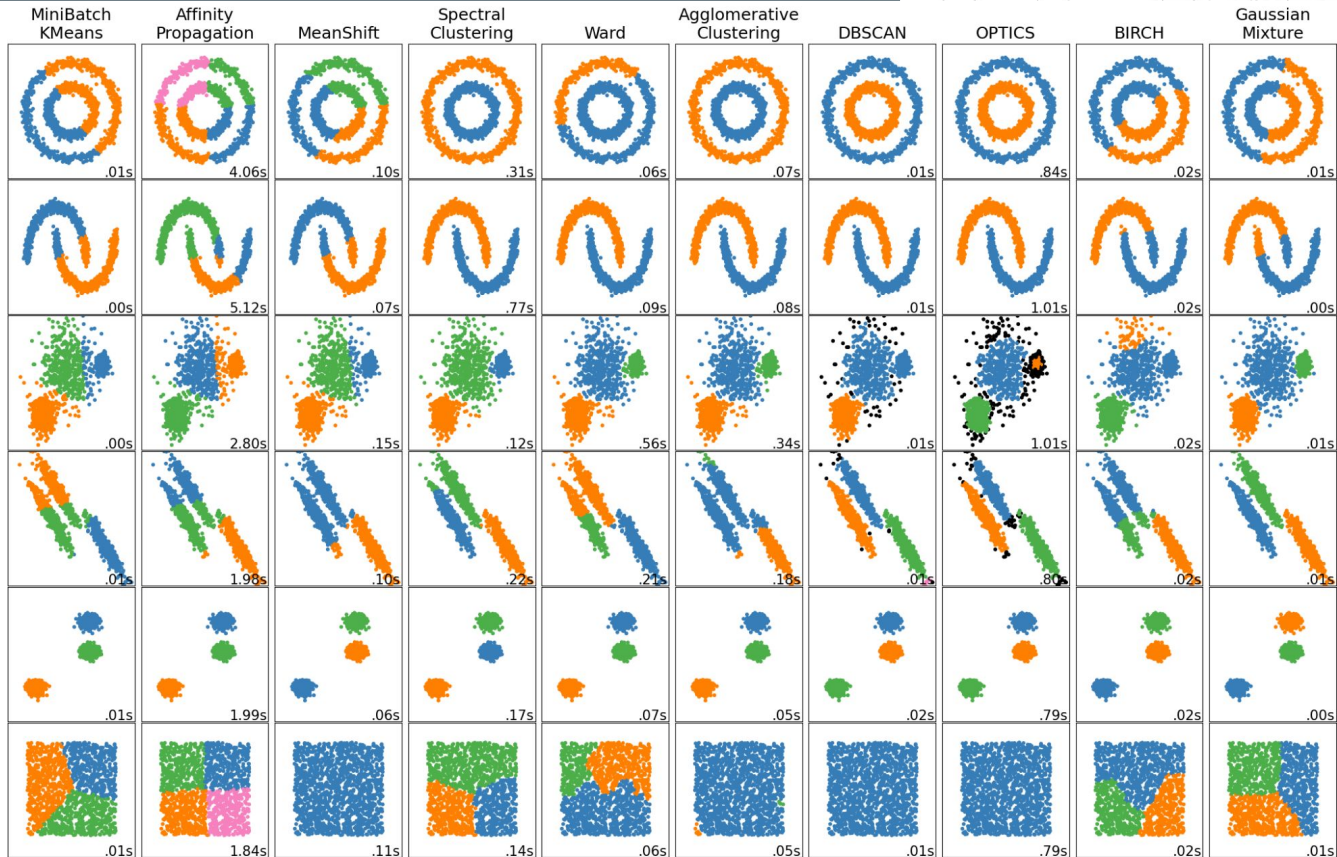 MiniBatch
KMeans
Affinity
Propagation
MeanShift
Spectral
Clustering
Ward
Agglomerative
Clustering
DBSCAN
OPTICS
BIRCH
Gaussian
Mixture
.01s 4.06s .10s .31s .06s .07s .01s .84s .02s .01s
.00s 5.12s .07s .77s .09s .08s .01s 1.01s .02s .00s
.00s 2.80s .15s .12s .56s .34s .01s 1.01s .02s .01s
.01s 1.98s .10s .22s .21s .18s .01s .80s .02s .01s
.01s 1.99s .06s .17s .07s .05s .02s .79s .02s .00s
.01s 1.84s .11s .14s .06s .05s .01s .79s .02s .01s